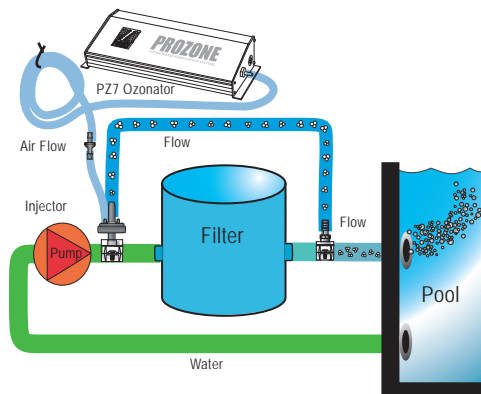 PROZONE
PZ7 Ozonator
Air Flow
Flow
Injector
Pump
Filter
Flow
Pool
Water